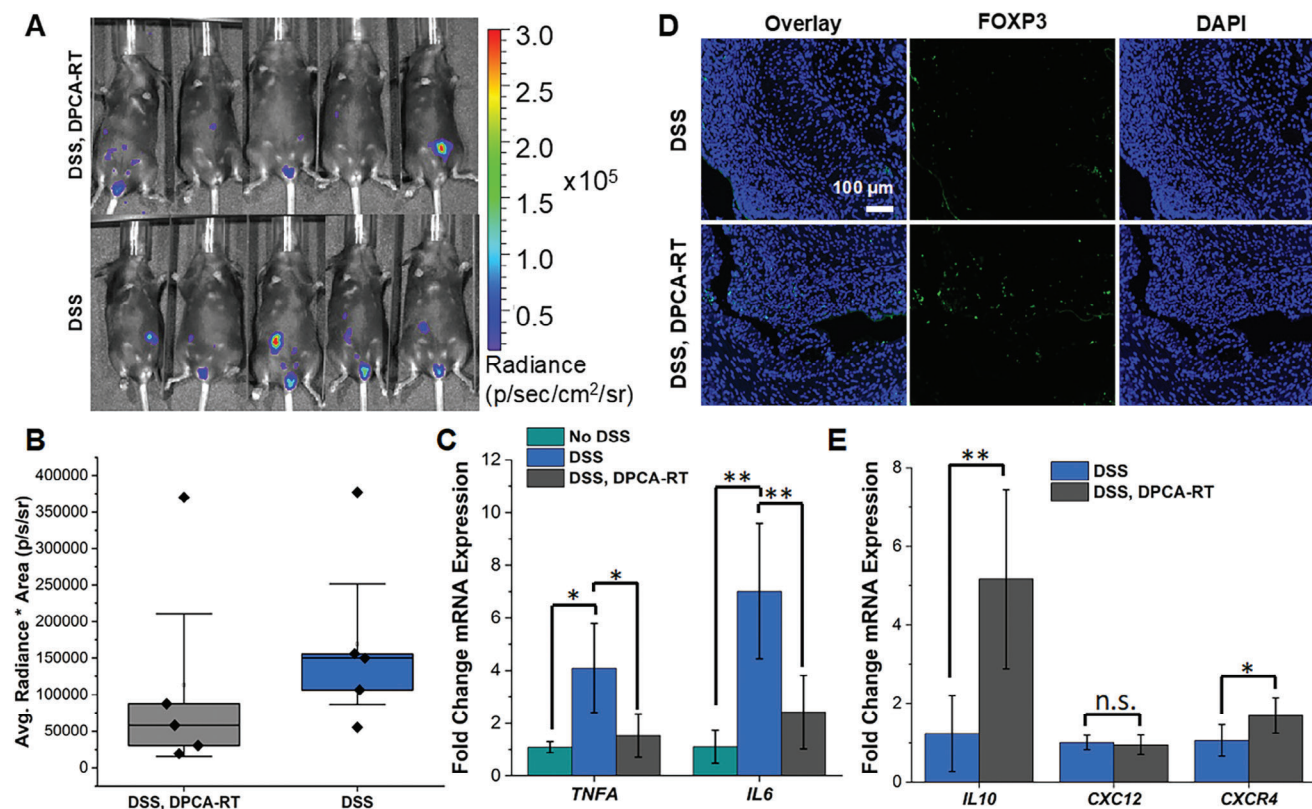 A
DSS, DPCA-RT
DSS
3.0
2.0
x10⁵
1.5
1.0
0.5
Radiance
(p/sec/cm²/sr)
D
Overlay
FOXP3
DAPI
DSS
100 µm
DSS, DPCA-RT
B
Avg. Radiance * Area (p/s/sr)
400000
350000
300000
250000
200000
150000
100000
50000
0
DSS, DPCA-RT
DSS
C
No DSS
DSS
DSS, DPCA-RT
Fold Change mRNA Expression
12
10
8
6
4
2
0
*
*
**
**
TNFA
IL6
E
DSS
DSS, DPCA-RT
Fold Change mRNA Expression
8
6
4
2
0
**
n.s.
*
IL10
CXC12
CXCR4